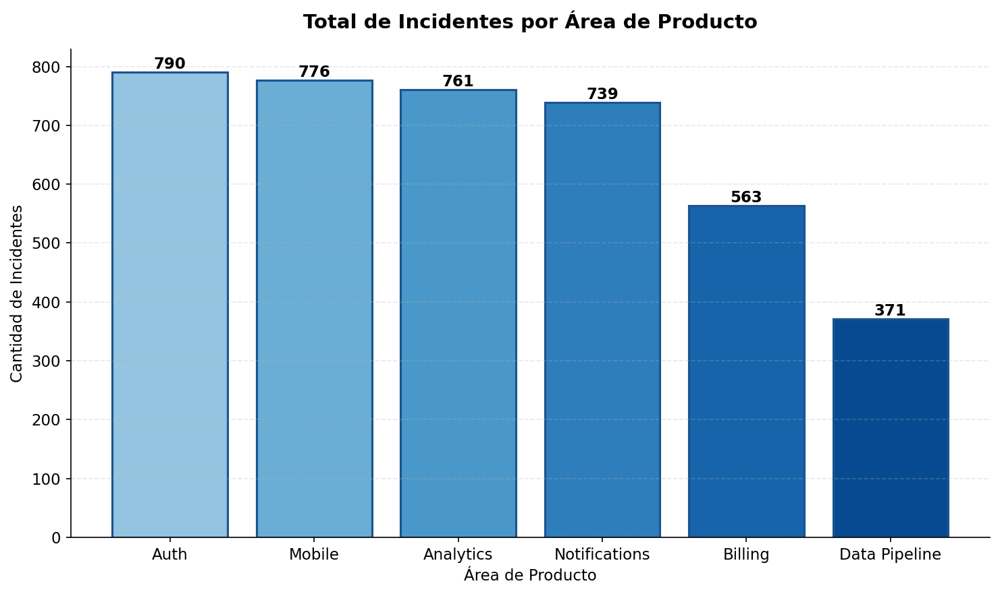 Total de Incidentes por Área de Producto
Cantidad de Incidentes
800
700
600
500
400
300
200
100
0
790
776
761
739
563
371
Auth
Mobile
Analytics
Notifications
Billing
Data Pipeline
Área de Producto